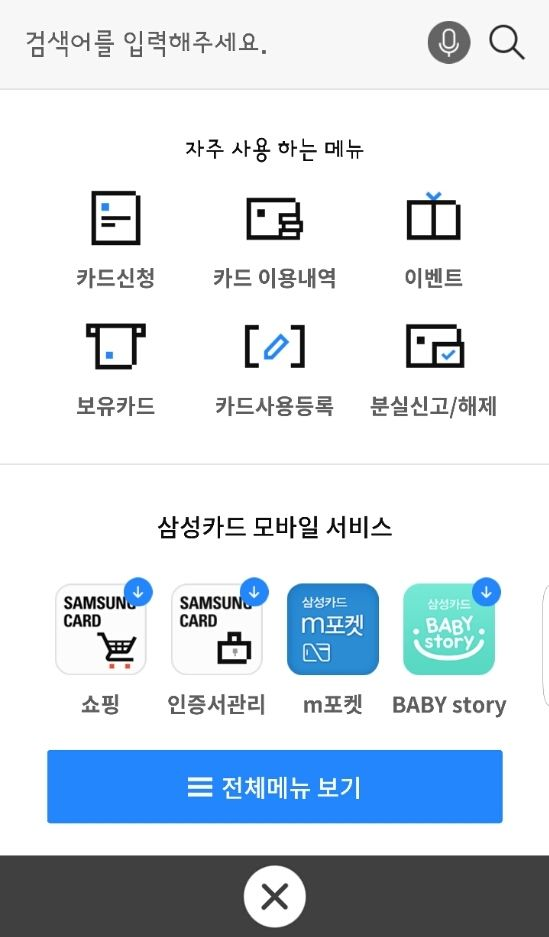 검색어를 입력해주세요.
자주 사용 하는 메뉴
카드신청
카드 이용내역
이벤트
보유카드
카드사용등록
분실신고/해제
삼성카드 모바일 서비스
SAMSUNG
CARD
SAMSUNG
CARD
삼성카드
m포켓
삼성카드
BABY
story
쇼핑
인증서관리
m포켓
BABY story
전체메뉴 보기